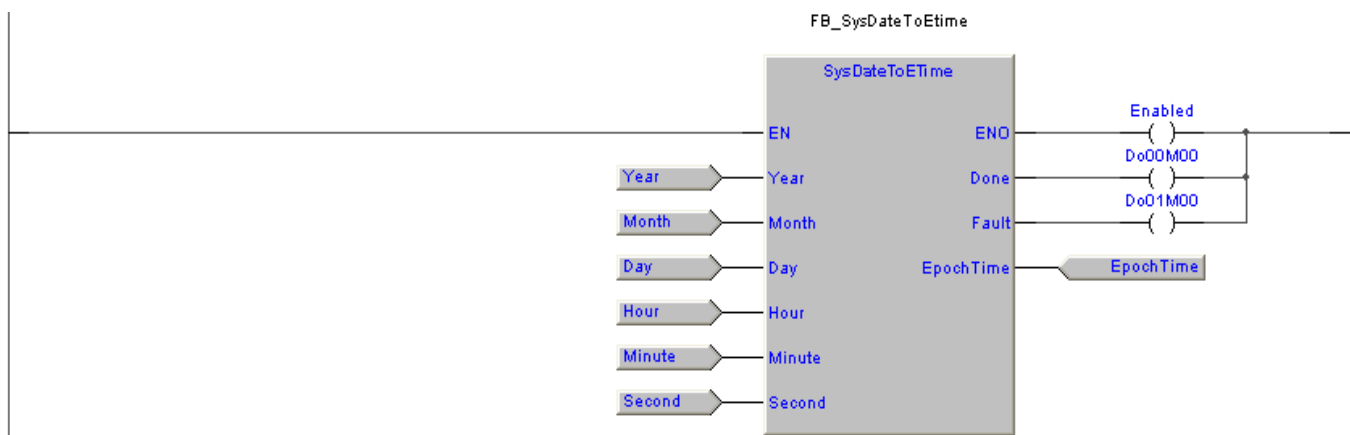 FB_SysDateToEtime
SysDateToETime
Enabled
EN ENO
Do00M00
Year Year Done
Do01M00
Month Month Fault
Day Day EpochTime EpochTime
Hour Hour
Minute Minute
Second Second